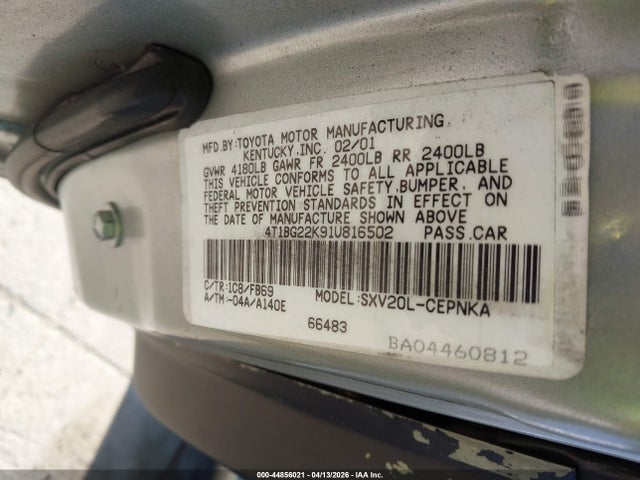 MFD.BY:TOYOTA MOTOR MANUFACTURING
KENTUCKY,INC. 02/01
GVWR 4180LB GAWR FR 2400LB RR 2400LB
THIS VEHICLE CONFORMS TO ALL APPLICABLE
FEDERAL MOTOR VEHICLE SAFETY,BUMPER, AND
THEFT PREVENTION STANDARDS IN EFFECT ON
THE DATE OF MANUFACTURE SHOWN ABOVE
4T1BG22K91U816502 PASS.CAR
C/TR:1C8/FB69
A/TM:-04A/A140E MODEL:SXV20L-CEPNKA
66483
BA04460812
000-44856021 - 04/13/2026 - IAA Inc.